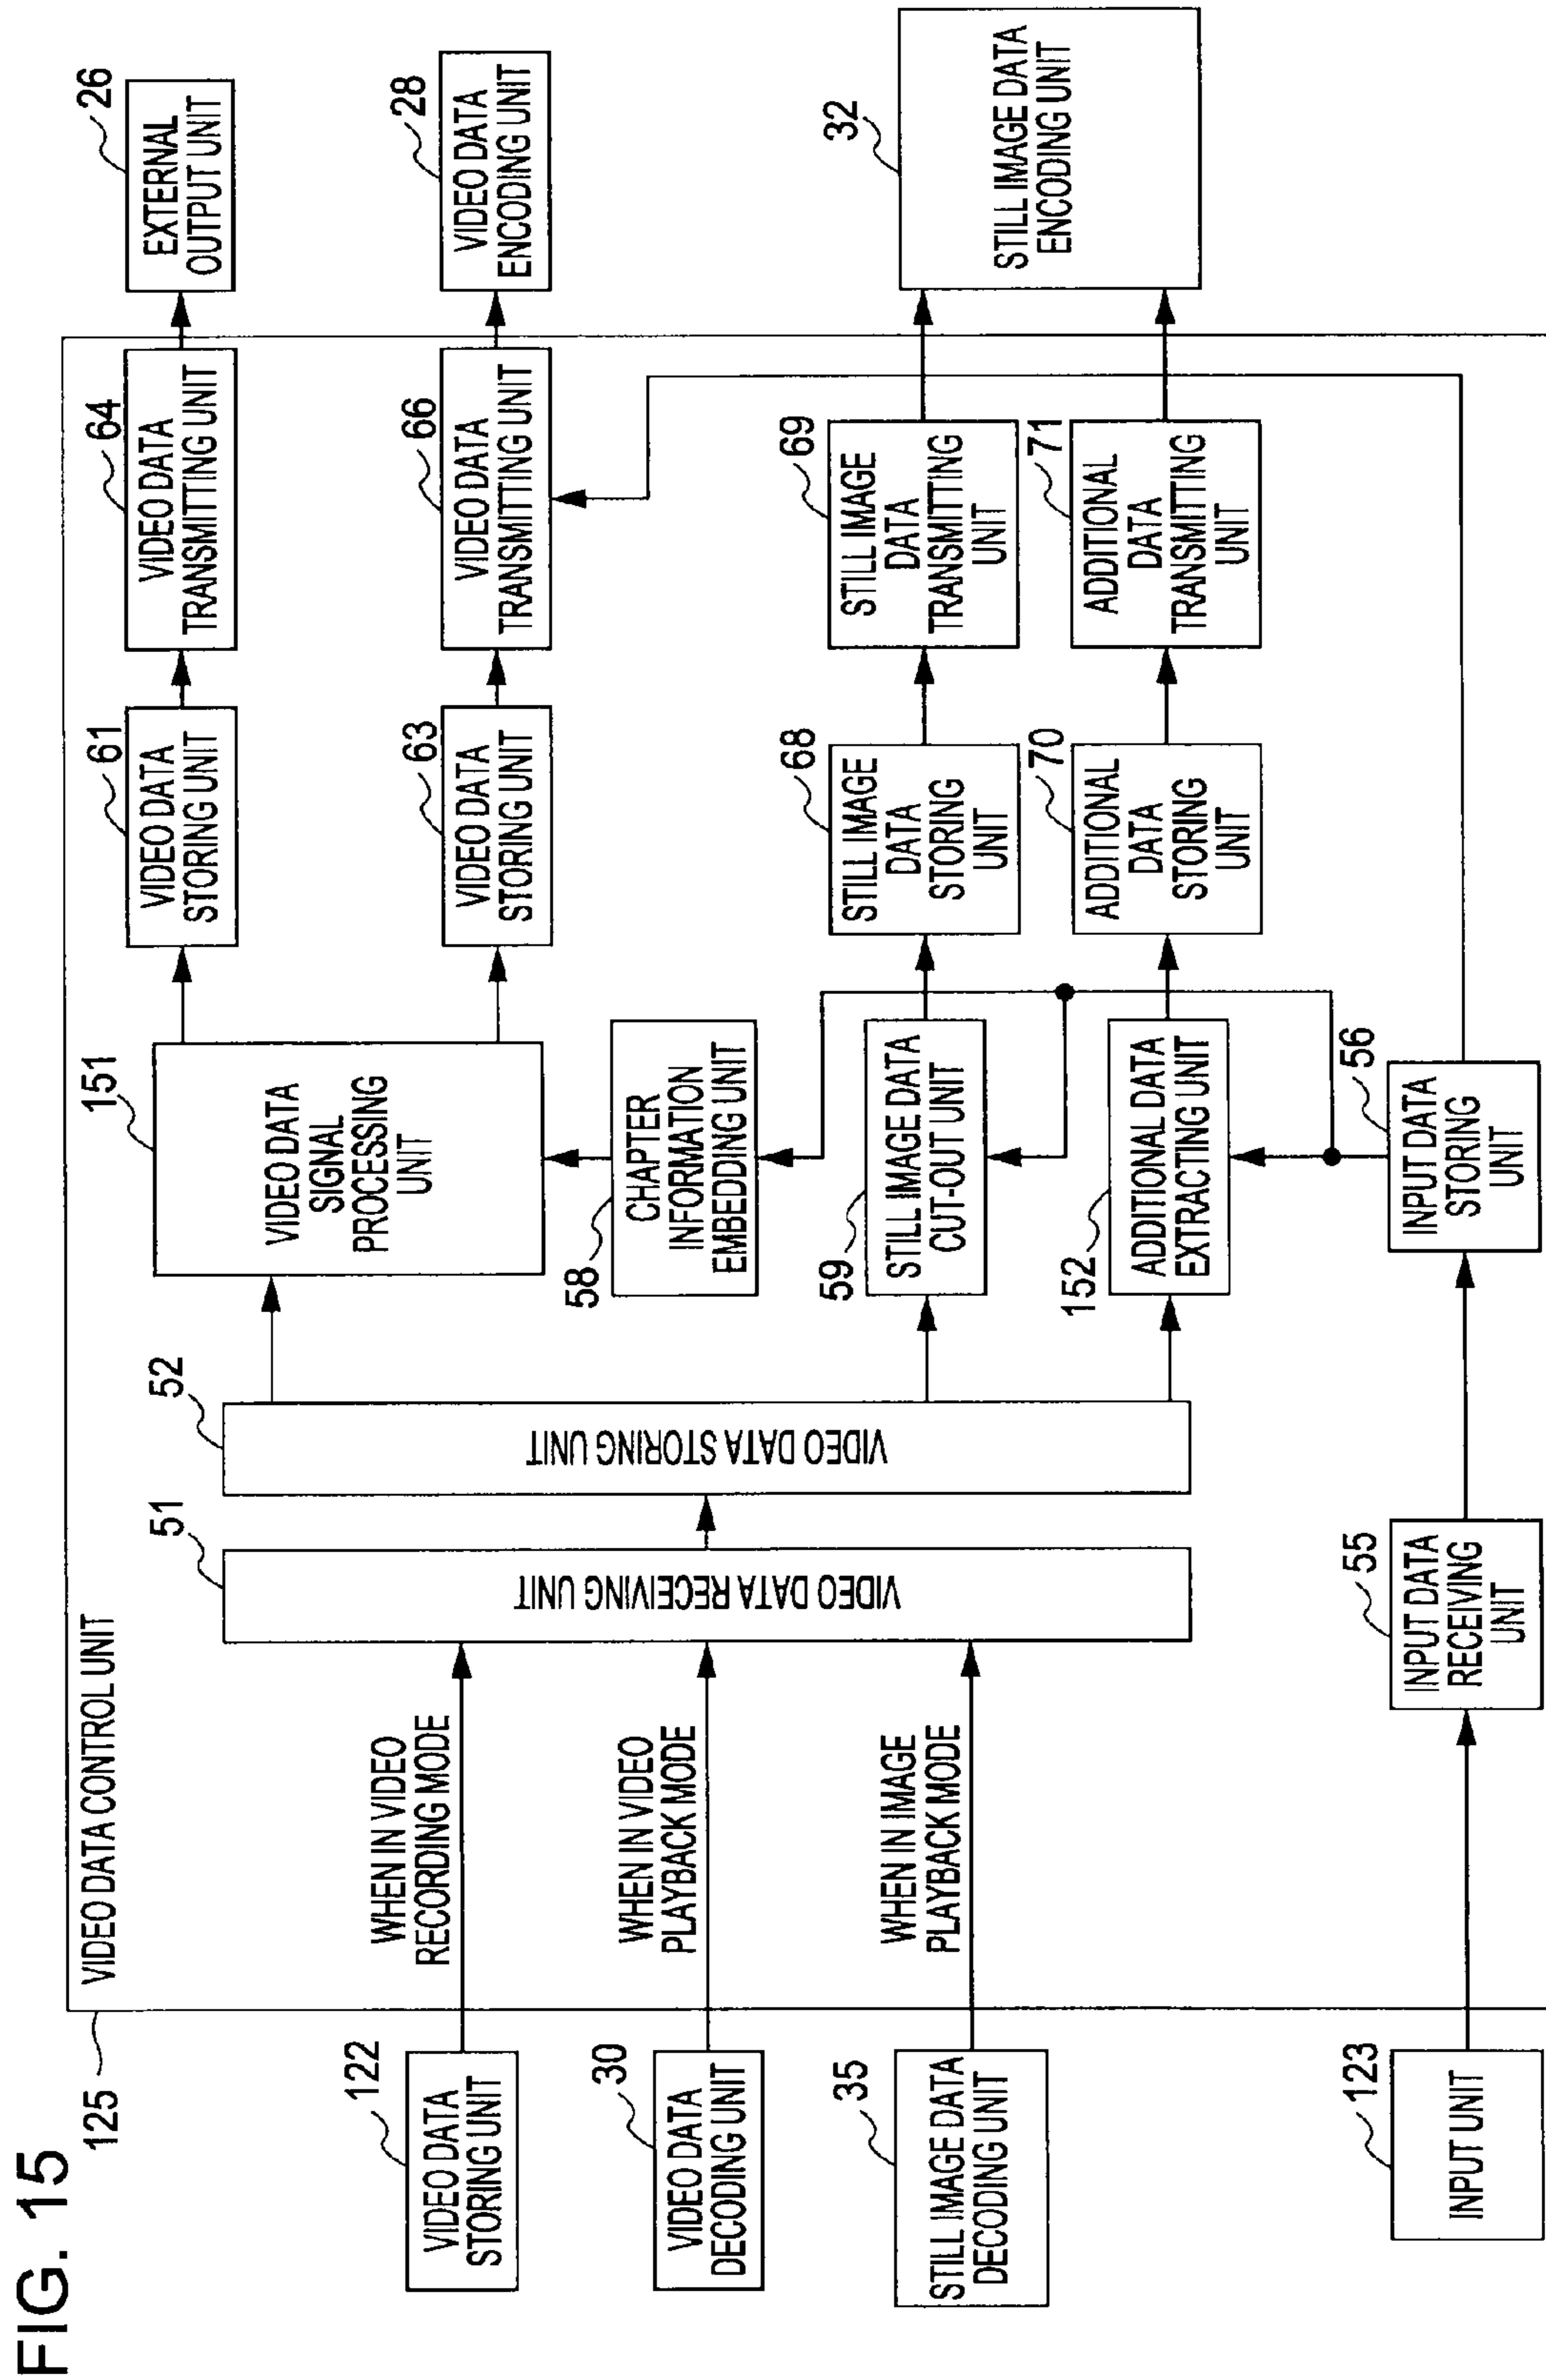 FIG. 15
125
VIDEO DATA CONTROL UNIT
122
VIDEO DATA
STORING UNIT
WHEN IN VIDEO
RECORDING MODE
30
VIDEO DATA
DECODING UNIT
WHEN IN VIDEO
PLAYBACK MODE
35
STILL IMAGE DATA
DECODING UNIT
WHEN IN IMAGE
PLAYBACK MODE
123
INPUT UNIT
51
VIDEO DATA RECEIVING UNIT
52
VIDEO DATA STORING UNIT
55
INPUT DATA
RECEIVING
UNIT
56
INPUT DATA
STORING
UNIT
151
VIDEO DATA
SIGNAL
PROCESSING
UNIT
58
CHAPTER
INFORMATION
EMBEDDING UNIT
59
STILL IMAGE DATA
CUT-OUT UNIT
152
ADDITIONAL DATA
EXTRACTING UNIT
61
VIDEO DATA
STORING UNIT
63
VIDEO DATA
STORING UNIT
68
STILL IMAGE
DATA
STORING
UNIT
70
ADDITIONAL
DATA
STORING
UNIT
64
VIDEO DATA
TRANSMITTING UNIT
66
VIDEO DATA
TRANSMITTING UNIT
69
STILL IMAGE
DATA
TRANSMITTING
UNIT
71
ADDITIONAL
DATA
TRANSMITTING
UNIT
26
EXTERNAL
OUTPUT UNIT
28
VIDEO DATA
ENCODING UNIT
32
STILL IMAGE DATA
ENCODING UNIT